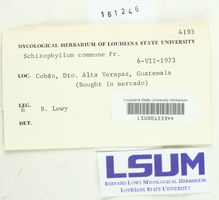 161245
4193
MYCOLOGICAL HERBARIUM OF LOUISIANA STATE UNIVERSITY
Schizophyllum commune Fr.
6-VII-1973
LOC. Cobán, Dto. Alta Verapaz, Guatemala
(Bought in mercado)
LEG. & B. Lowy
DET.
Louisiana State University Herbarium
LSU00153344
LSUM
BERNARD LOWY MYCOLOGICAL HERBARIUM
LOUISIANA STATE UNIVERSITY